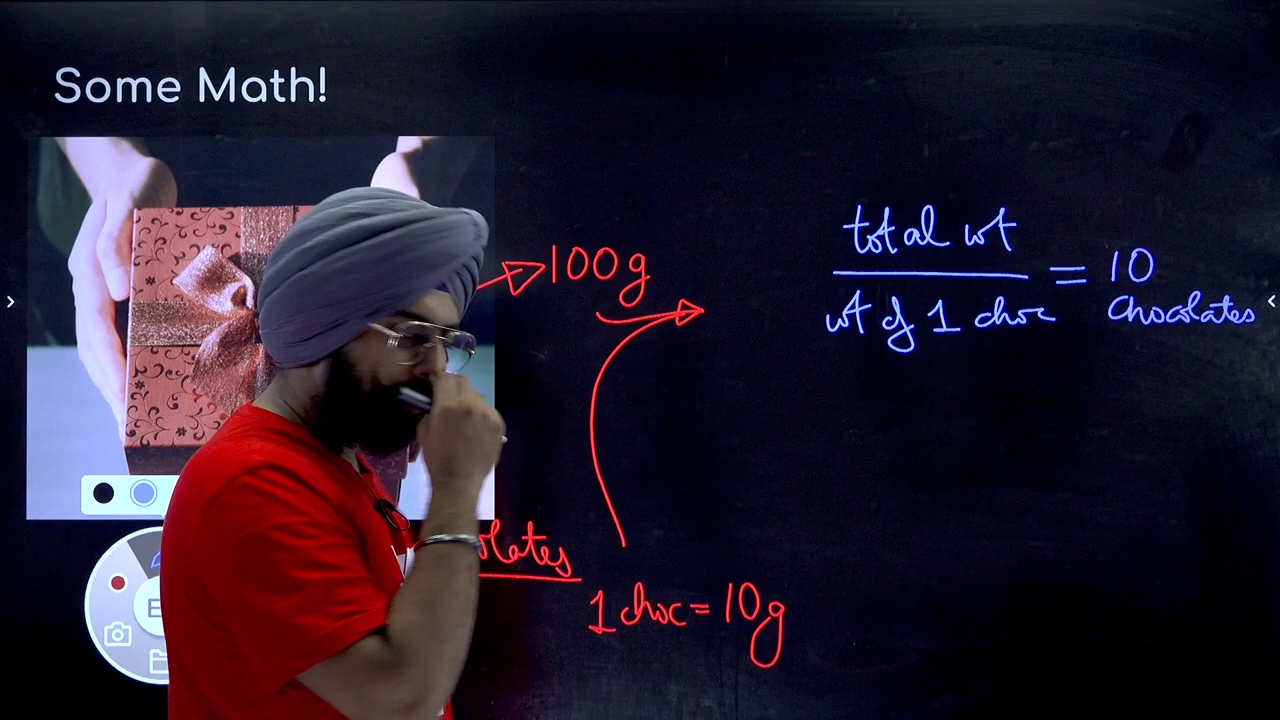 Some Math!
100g
total wt
wt of 1 choc
= 10
Chocolates
1 choc = 10g